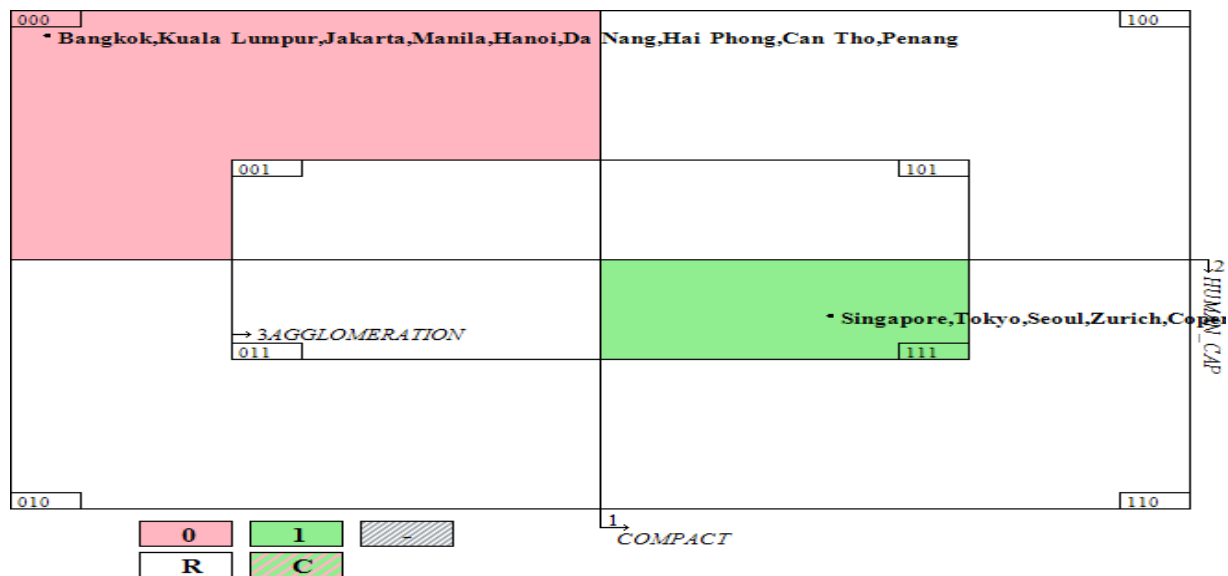 000
100
Bangkok,Kuala Lumpur,Jakarta,Manila,Hanoi,Da Nang,Hai Phong,Can Tho,Penang
001
101
2
HUMAN_CAP
Singapore,Tokyo,Seoul,Zurich,Copen
3AGGLOMERATION
011
111
010
110
1
COMPACT
0
1
-
R
C